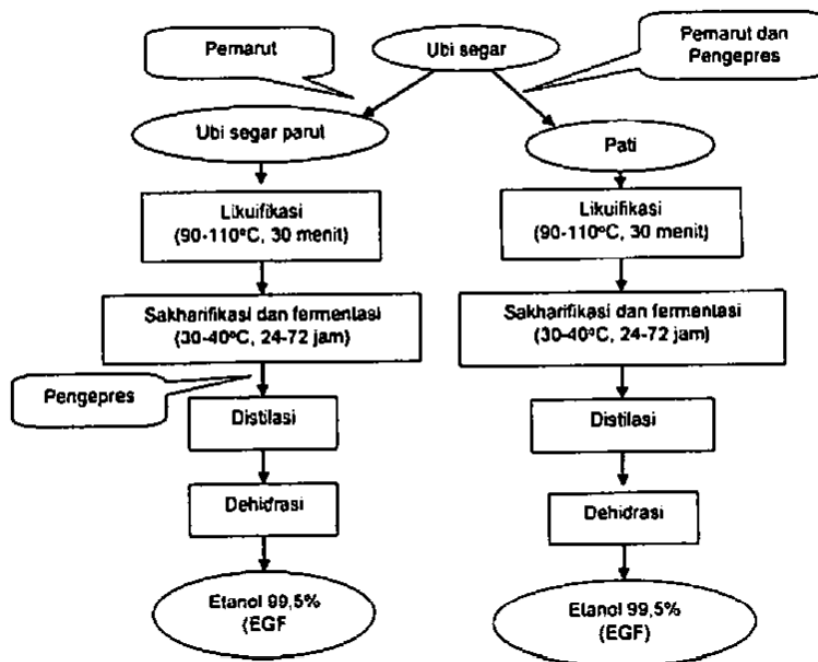 Pemarut
Ubi segar
Pemarut dan
Pengepres
Ubi segar parut
Pati
Likuifikasi
(90-110°C, 30 menit)
Likuifikasi
(90-110°C, 30 menit)
Sakharifikasi dan fermentasi
(30-40°C, 24-72 jam)
Sakharifikasi dan fermentasi
(30-40°C, 24-72 jam)
Pengepres
Distilasi
Distilasi
Dehidrasi
Dehidrasi
Etanol 99,5%
(EGF
Etanol 99,5%
(EGF)